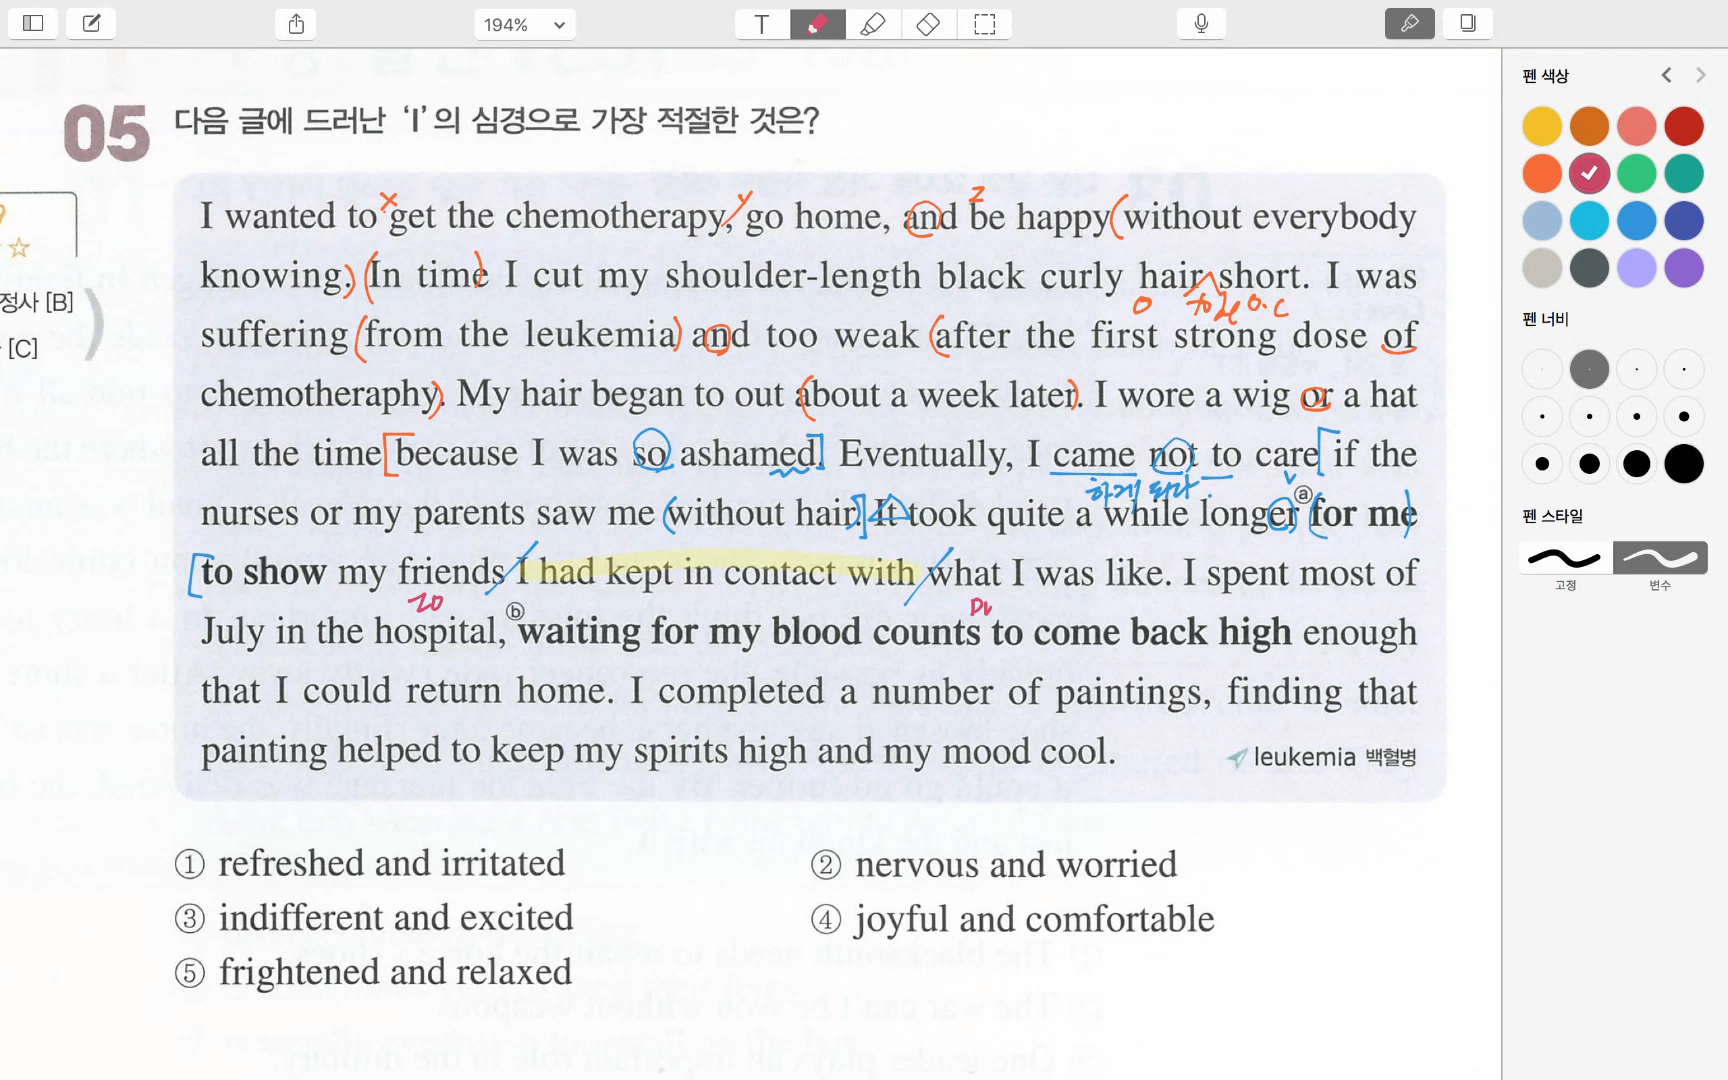 194%
T
펜 색상
05 다음 글에 드러난 ‘I’의 심경으로 가장 적절한 것은?
x y z
I wanted to get the chemotherapy, go home, and be happy without everybody
knowing. In time I cut my shoulder-length black curly hair short. I was
o o.c
suffering from the leukemia and too weak after the first strong dose of
chemotheraphy. My hair began to out about a week later. I wore a wig or a hat
all the time because I was so ashamed. Eventually, I came not to care if the
하게 되다.
nurses or my parents saw me without hair. It took quite a while longer ⓐ for me
to show my friends I had kept in contact with what I was like. I spent most of
IO DO
July in the hospital, ⓑ waiting for my blood counts to come back high enough
that I could return home. I completed a number of paintings, finding that
painting helped to keep my spirits high and my mood cool.
leukemia 백혈병
① refreshed and irritated
② nervous and worried
③ indifferent and excited
④ joyful and comfortable
⑤ frightened and relaxed
정사 [B]
[C]
펜 너비
펜 스타일
고정
변수